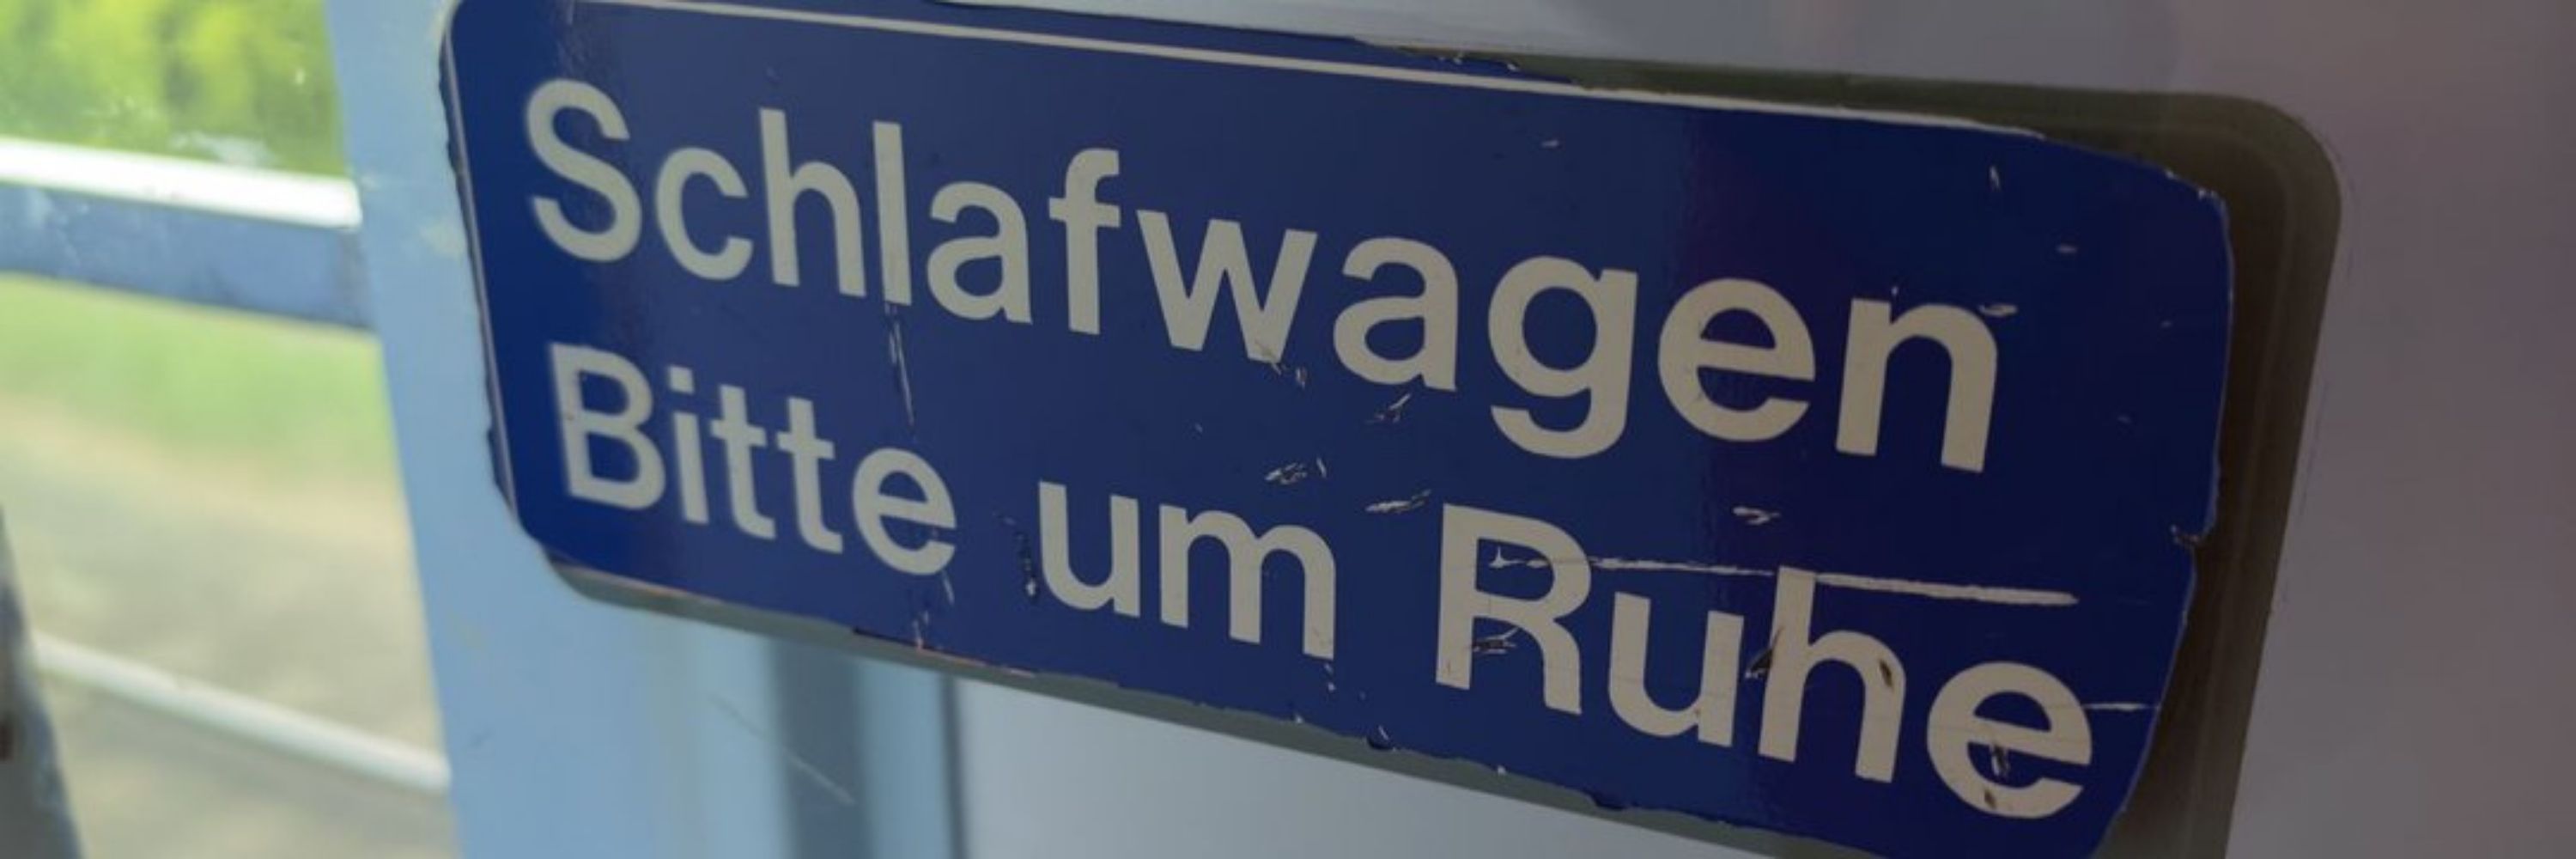 Schlafwagen
Bitte um Ruhe